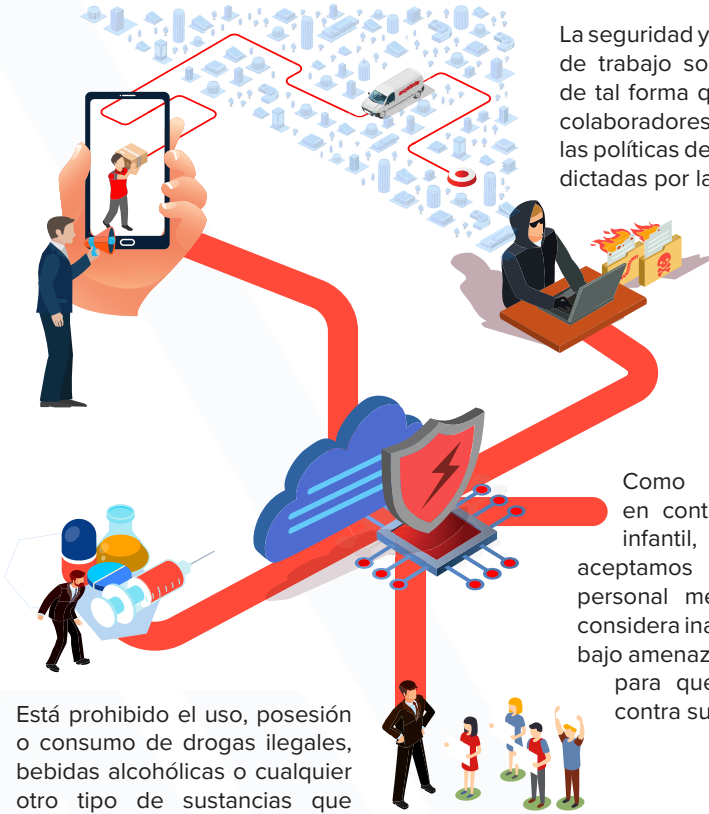 La seguridad y
de trabajo so
de tal forma q
colaboradores
las políticas de
dictadas por la
Como
en cont
infantil,
aceptamos
personal me
considera ina
bajo amenaz
para que
contra su
Está prohibido el uso, posesión
o consumo de drogas ilegales,
bebidas alcohólicas o cualquier
otro tipo de sustancias que